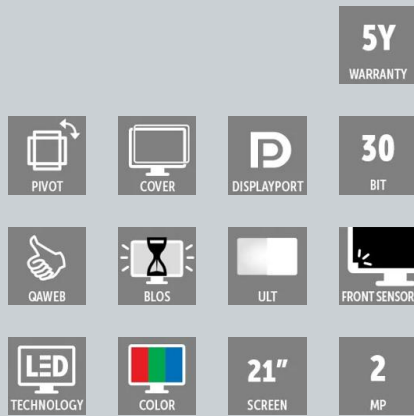 5Y
WARRANTY
PIVOT
COVER
DISPLAYPORT
30
BIT
QAWEB
BLOS
ULT
FRONT SENSOR
LED
TECHNOLOGY
COLOR
21"
SCREEN
2
MP